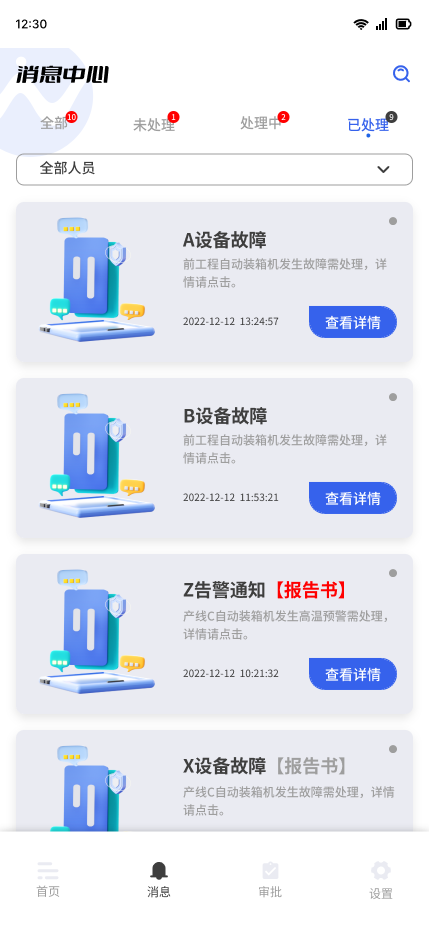 12:30
消息中心
全部 10
未处理 1
处理中 2
已处理 9
全部人员
A设备故障
前工程自动装箱机发生故障需处理，详
情请点击。
2022-12-12 13:24:57
查看详情
B设备故障
前工程自动装箱机发生故障需处理，详
情请点击。
2022-12-12 11:53:21
查看详情
Z告警通知【报告书】
产线C自动装箱机发生高温预警需处理，
详情请点击。
2022-12-12 10:21:32
查看详情
X设备故障【报告书】
产线C自动装箱机发生故障需处理，详情
请点击。
首页
消息
审批
设置